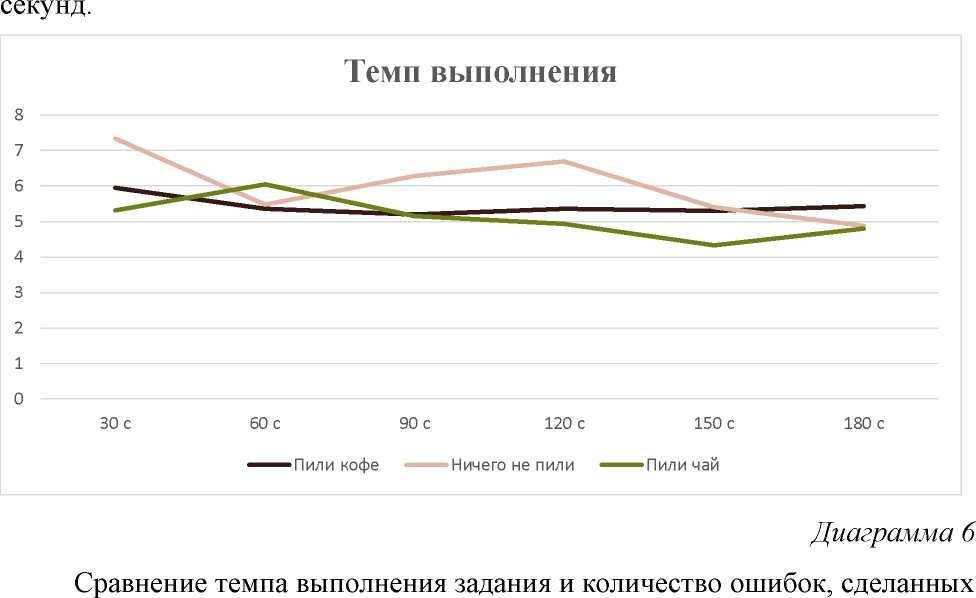 секунд.
Темп выполнения
8
7
6
5
4
3
2
1
0
30 с 60 с 90 с 120 с 150 с 180 с
Пили кофе Ничего не пили Пили чай
Диаграмма 6
Сравнение темпа выполнения задания и количество ошибок, сделанных